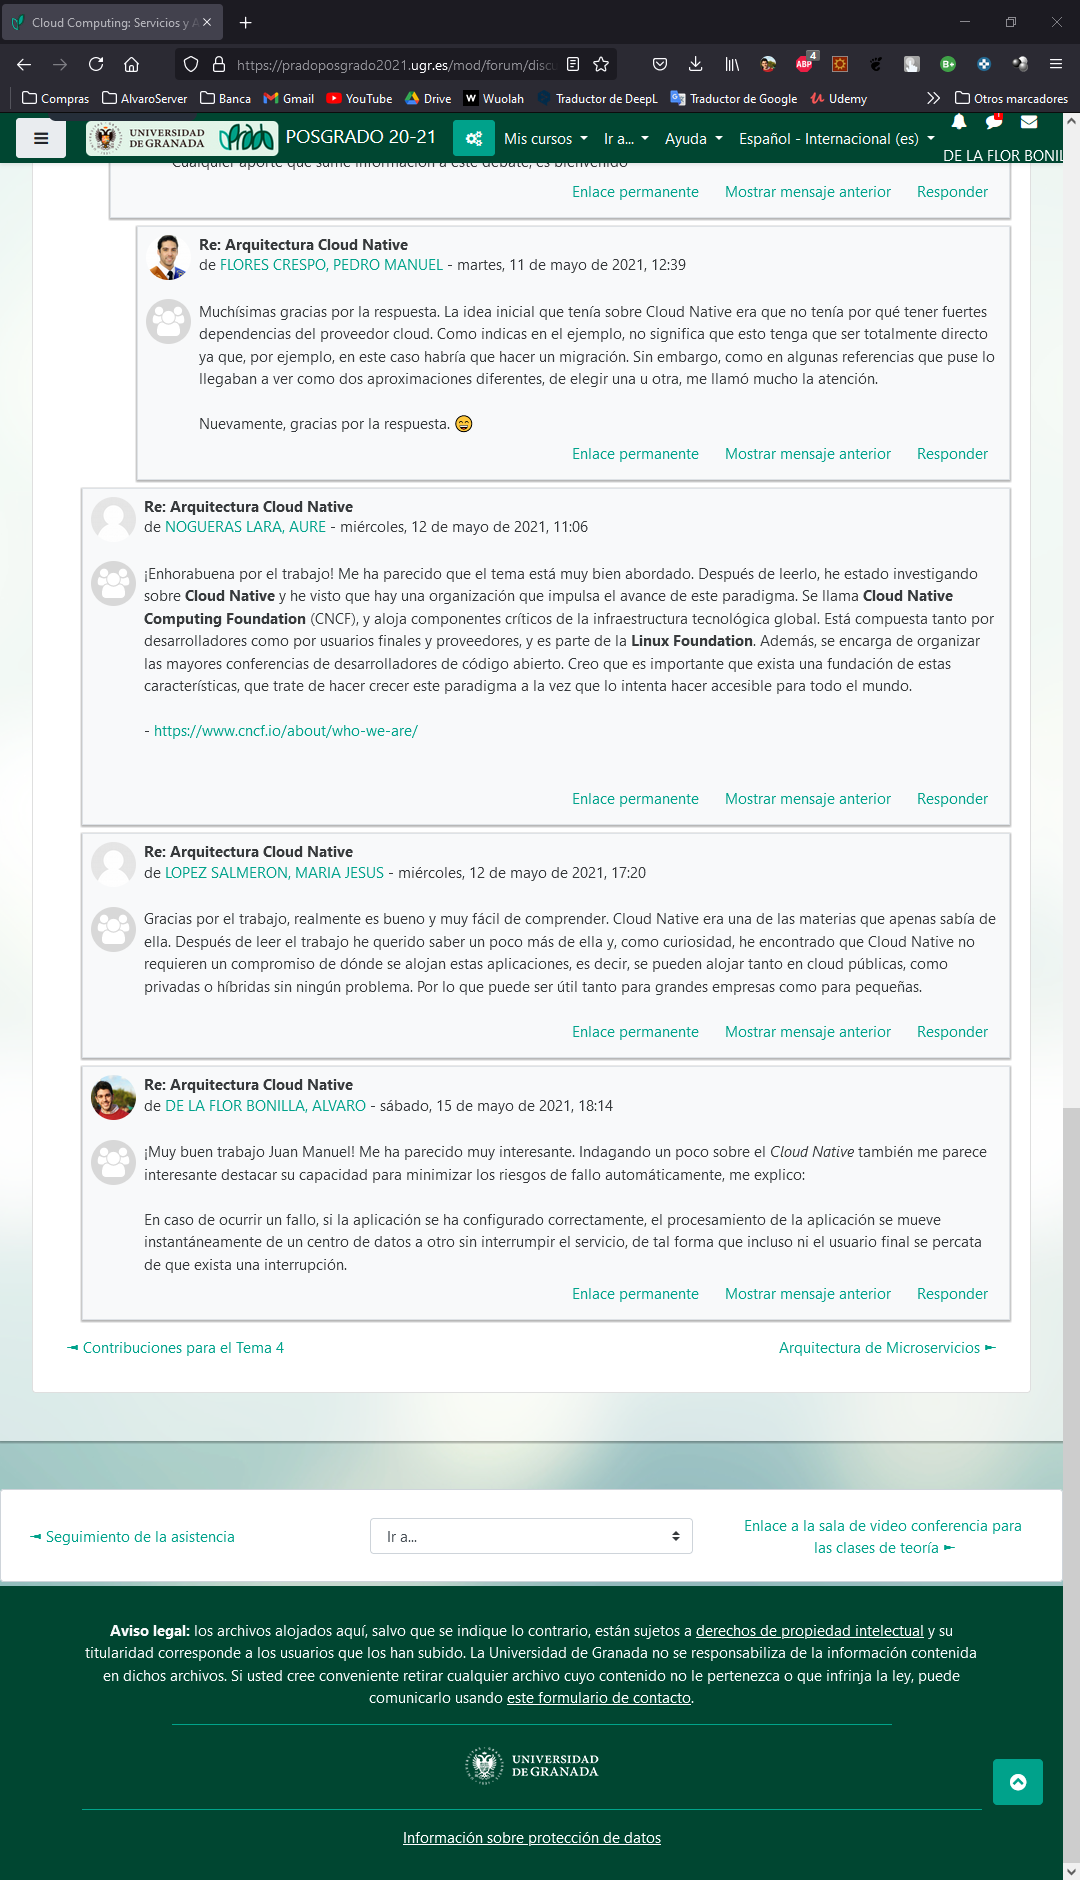 Cloud Computing: Servicios y A
https://pradoposgrado2021.ugr.es/mod/forum/discu
4
ABP
B+
Compras AlvaroServer Banca Gmail YouTube Drive W Wuolah Traductor de DeepL Traductor de Google Udemy Otros marcadores
UNIVERSIDAD DE GRANADA POSGRADO 20-21 Mis cursos Ir a... Ayuda Español - Internacional (es)
DE LA FLOR BONIL
Cualquier aporte que sume información a este debate, es bienvenido
Enlace permanente Mostrar mensaje anterior Responder
Re: Arquitectura Cloud Native
de FLORES CRESPO, PEDRO MANUEL - martes, 11 de mayo de 2021, 12:39
Muchísimas gracias por la respuesta. La idea inicial que tenía sobre Cloud Native era que no tenía por qué tener fuertes
dependencias del proveedor cloud. Como indicas en el ejemplo, no significa que esto tenga que ser totalmente directo
ya que, por ejemplo, en este caso habría que hacer un migración. Sin embargo, como en algunas referencias que puse lo
llegaban a ver como dos aproximaciones diferentes, de elegir una u otra, me llamó mucho la atención.
Nuevamente, gracias por la respuesta. 😄
Enlace permanente Mostrar mensaje anterior Responder
Re: Arquitectura Cloud Native
de NOGUERAS LARA, AURE - miércoles, 12 de mayo de 2021, 11:06
¡Enhorabuena por el trabajo! Me ha parecido que el tema está muy bien abordado. Después de leerlo, he estado investigando
sobre Cloud Native y he visto que hay una organización que impulsa el avance de este paradigma. Se llama Cloud Native
Computing Foundation (CNCF), y aloja componentes críticos de la infraestructura tecnológica global. Está compuesta tanto por
desarrolladores como por usuarios finales y proveedores, y es parte de la Linux Foundation. Además, se encarga de organizar
las mayores conferencias de desarrolladores de código abierto. Creo que es importante que exista una fundación de estas
características, que trate de hacer crecer este paradigma a la vez que lo intenta hacer accesible para todo el mundo.
- https://www.cncf.io/about/who-we-are/
Enlace permanente Mostrar mensaje anterior Responder
Re: Arquitectura Cloud Native
de LOPEZ SALMERON, MARIA JESUS - miércoles, 12 de mayo de 2021, 17:20
Gracias por el trabajo, realmente es bueno y muy fácil de comprender. Cloud Native era una de las materias que apenas sabía de
ella. Después de leer el trabajo he querido saber un poco más de ella y, como curiosidad, he encontrado que Cloud Native no
requieren un compromiso de dónde se alojan estas aplicaciones, es decir, se pueden alojar tanto en cloud públicas, como
privadas o híbridas sin ningún problema. Por lo que puede ser útil tanto para grandes empresas como para pequeñas.
Enlace permanente Mostrar mensaje anterior Responder
Re: Arquitectura Cloud Native
de DE LA FLOR BONILLA, ALVARO - sábado, 15 de mayo de 2021, 18:14
¡Muy buen trabajo Juan Manuel! Me ha parecido muy interesante. Indagando un poco sobre el Cloud Native también me parece
interesante destacar su capacidad para minimizar los riesgos de fallo automáticamente, me explico:
En caso de ocurrir un fallo, si la aplicación se ha configurado correctamente, el procesamiento de la aplicación se mueve
instantáneamente de un centro de datos a otro sin interrumpir el servicio, de tal forma que incluso ni el usuario final se percata
de que exista una interrupción.
Enlace permanente Mostrar mensaje anterior Responder
◄ Contribuciones para el Tema 4 Arquitectura de Microservicios ►
◄ Seguimiento de la asistencia Ir a... Enlace a la sala de video conferencia para
las clases de teoría ►
Aviso legal: los archivos alojados aquí, salvo que se indique lo contrario, están sujetos a derechos de propiedad intelectual y su
titularidad corresponde a los usuarios que los han subido. La Universidad de Granada no se responsabiliza de la información contenida
en dichos archivos. Si usted cree conveniente retirar cualquier archivo cuyo contenido no le pertenezca o que infrinja la ley, puede
comunicarlo usando este formulario de contacto.
UNIVERSIDAD
DE GRANADA
Información sobre protección de datos